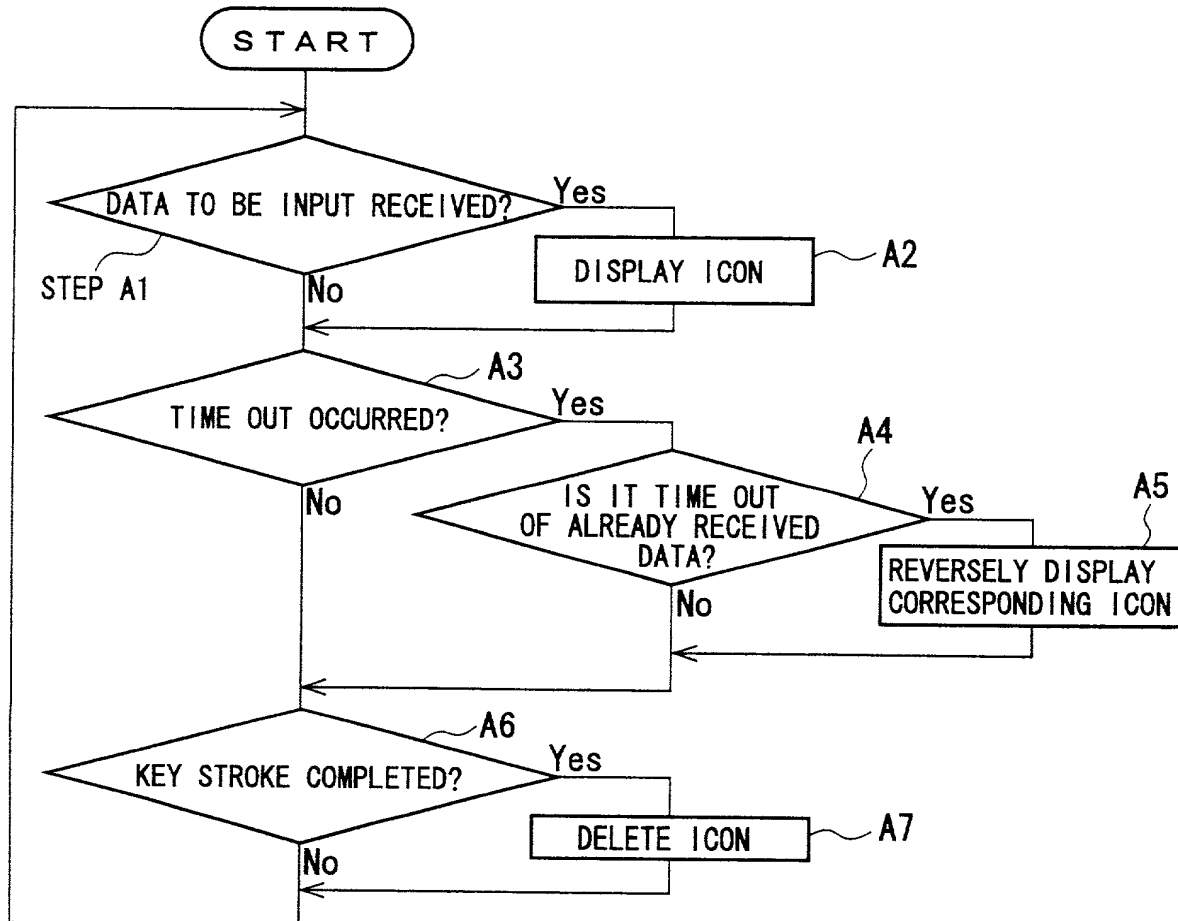 START
DATA TO BE INPUT RECEIVED?
Yes
STEP A1
DISPLAY ICON
A2
No
A3
TIME OUT OCCURRED?
Yes
A4
No
IS IT TIME OUT
OF ALREADY RECEIVED
DATA?
Yes
A5
REVERSELY DISPLAY
CORRESPONDING ICON
No
A6
KEY STROKE COMPLETED?
Yes
DELETE ICON
A7
No